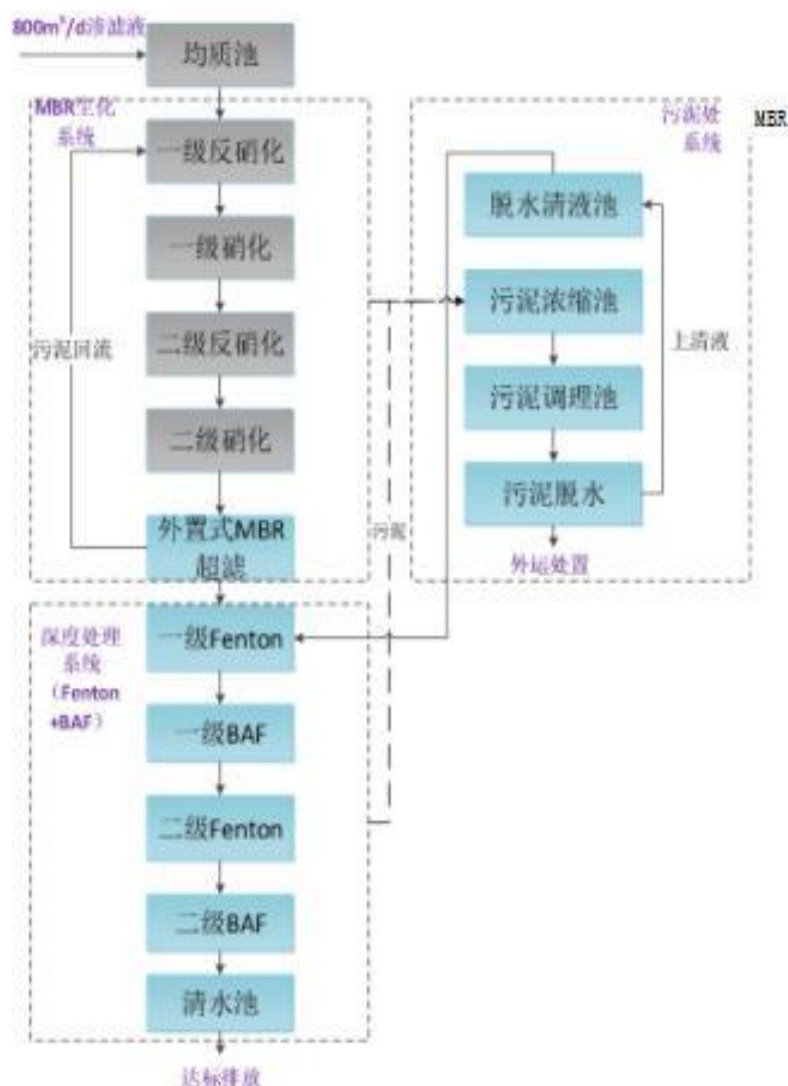 800m³/d渗滤液
均质池
MBR生化
系统
一级反硝化
一级硝化
二级反硝化
二级硝化
污泥回流
外置式MBR
超滤
污泥处
系统
MBR
脱水清液池
污泥浓缩池
污泥调理池
污泥脱水
上清液
外运处置
污泥
深度处理
系统
(Fenton
+BAF)
一级Fenton
一级BAF
二级Fenton
二级BAF
清水池
达标排放